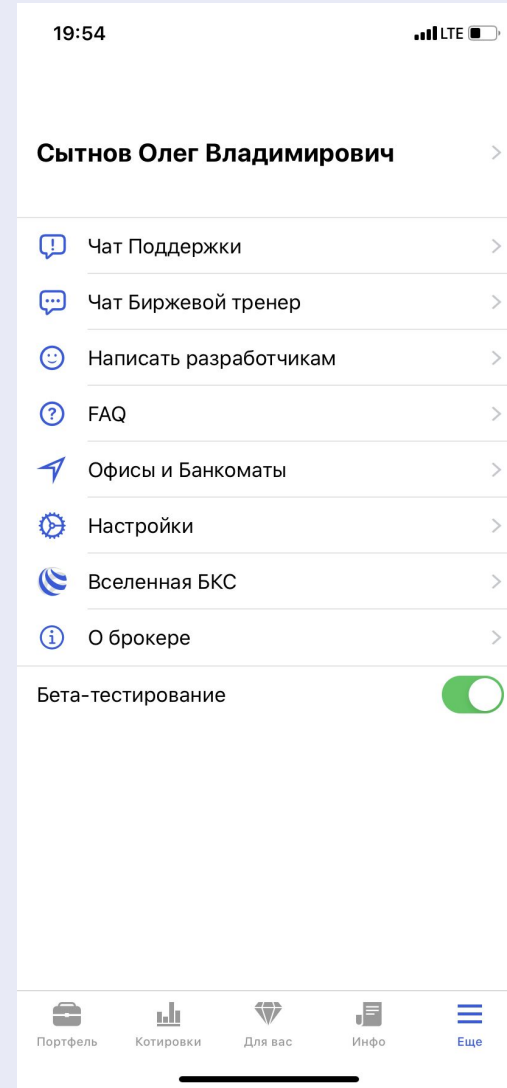 19:54
LTE
Сытнов Олег Владимирович
Чат Поддержки
Чат Биржевой тренер
Написать разработчикам
FAQ
Офисы и Банкоматы
Настройки
Вселенная БКС
О брокере
Бета-тестирование
Портфель Котировки Для вас Инфо Еще